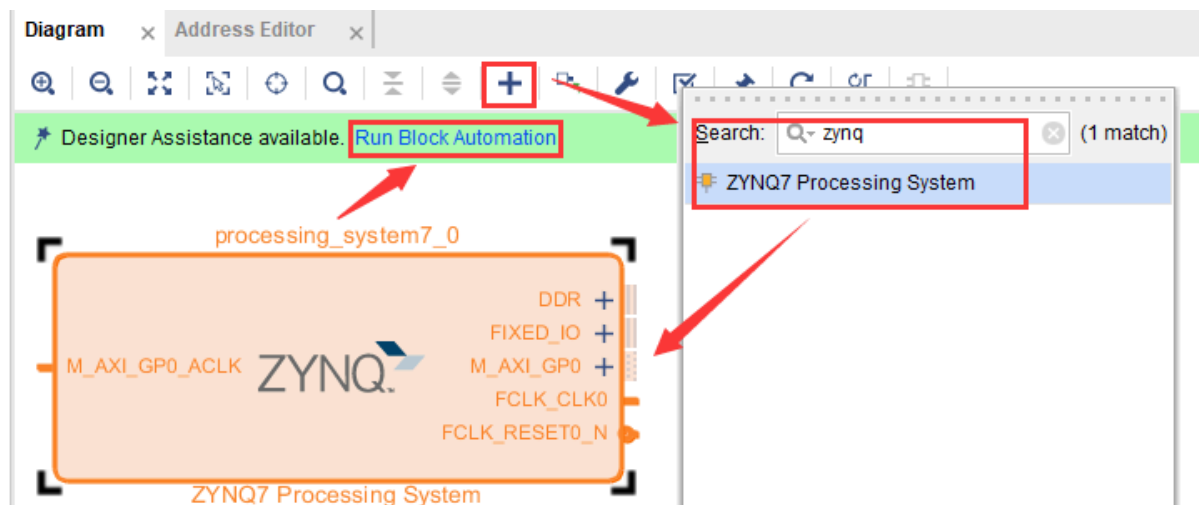 Diagram
Address Editor
Designer Assistance available. Run Block Automation
Search: zynq (1 match)
ZYNQ7 Processing System
processing_system7_0
DDR
FIXED_IO
M_AXI_GP0_ACLK ZYNQ M_AXI_GP0
FCLK_CLK0
FCLK_RESET0_N
ZYNQ7 Processing System